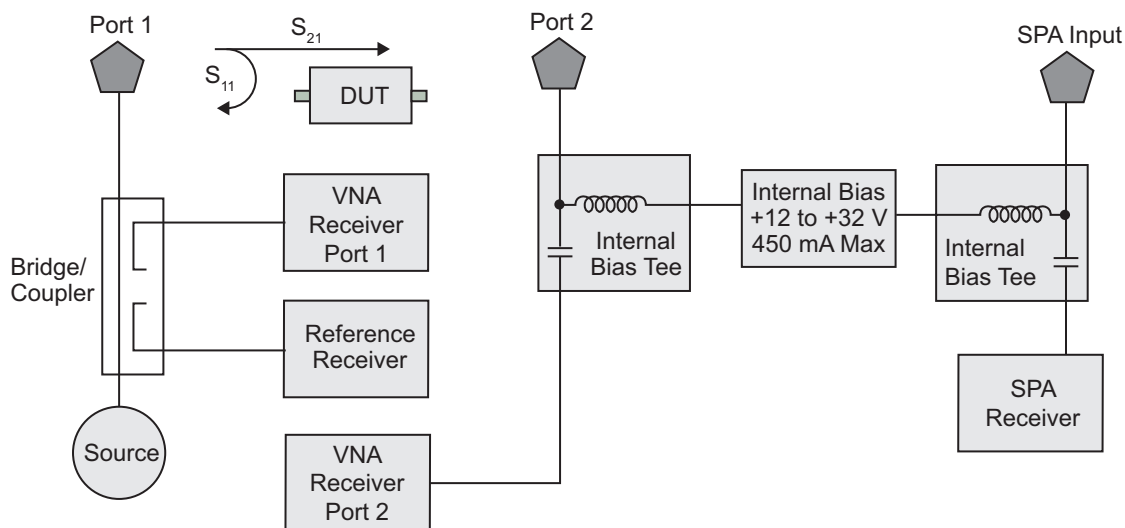 Port 1
S21
S11
DUT
Port 2
SPA Input
VNA
Receiver
Port 1
Bridge/
Coupler
Reference
Receiver
Source
VNA
Receiver
Port 2
Internal
Bias Tee
Internal Bias
+12 to +32 V
450 mA Max
Internal
Bias Tee
SPA
Receiver